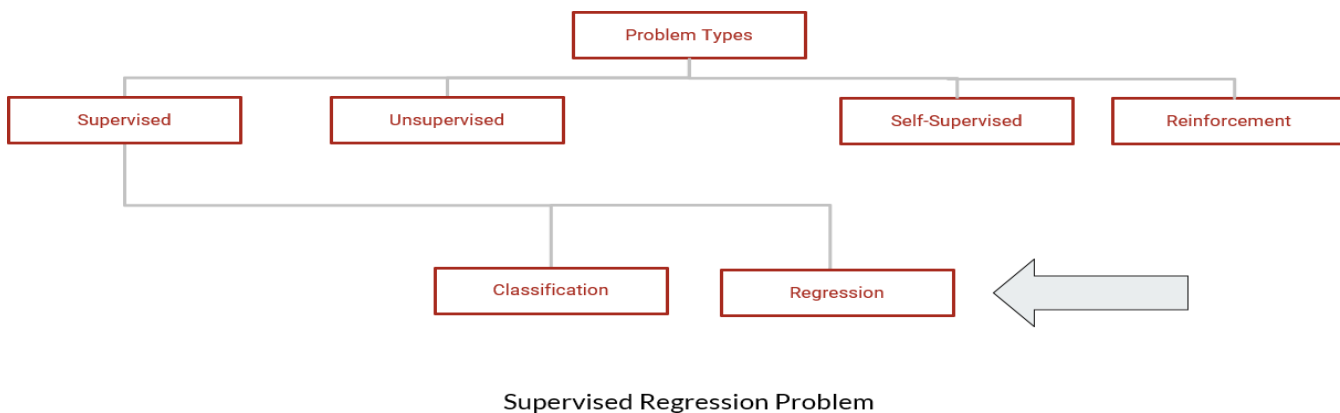 Problem Types
Supervised
Unsupervised
Self-Supervised
Reinforcement
Classification
Regression
Supervised Regression Problem